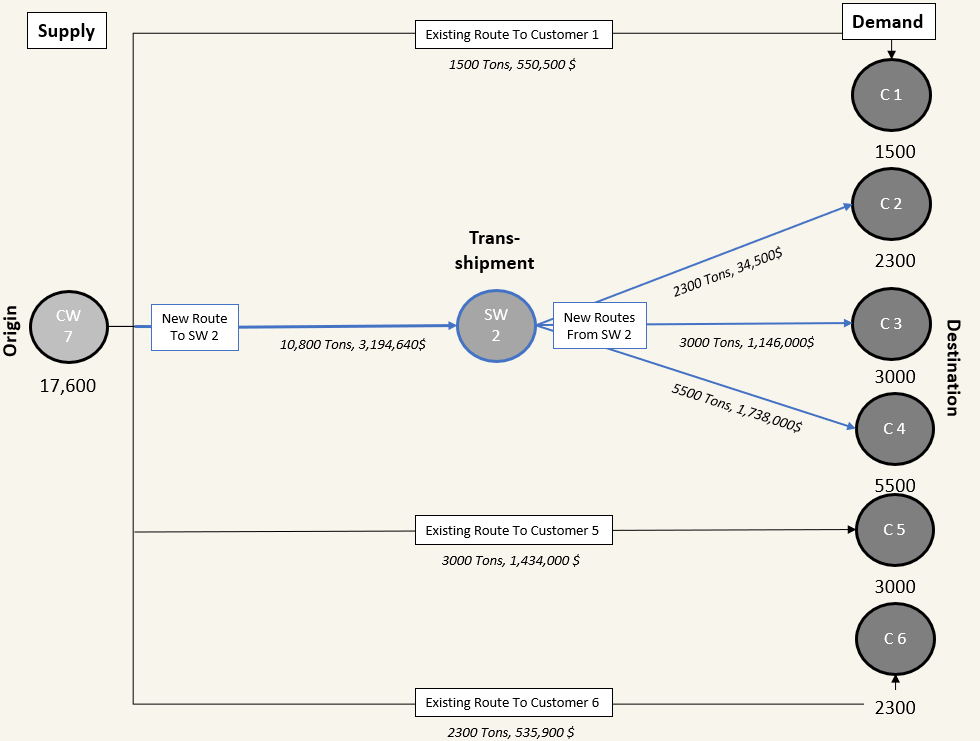 Supply
Demand
Existing Route To Customer 1
1500 Tons, 550,500 $
C 1
1500
C 2
2300
2300 Tons, 34,500$
Trans-
shipment
Origin
CW
7
17,600
New Route
To SW 2
10,800 Tons, 3,194,640$
SW
2
New Routes
From SW 2
3000 Tons, 1,146,000$
C 3
3000
Destination
5500 Tons, 1,738,000$
C 4
5500
Existing Route To Customer 5
3000 Tons, 1,434,000 $
C 5
3000
C 6
2300
Existing Route To Customer 6
2300 Tons, 535,900 $